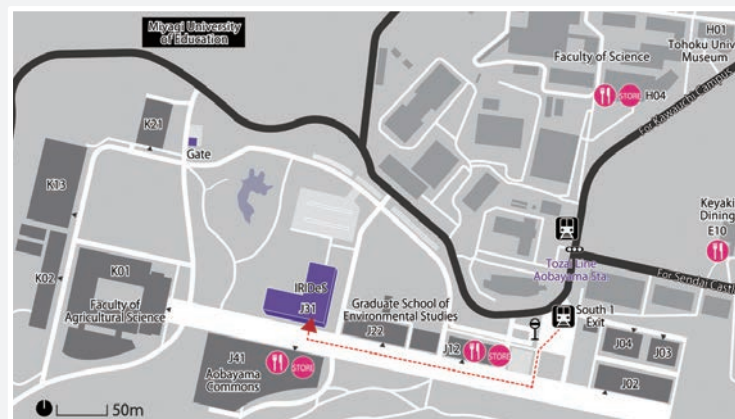 Miyagi University
of Education
H01
Tohoku Univ
Museum
Faculty of Science
STORE
H04
For Kawauchi Campus
K21
Gate
K13
Keyaki
Dining
E10
Tozai Line
Aobayama Sta.
For Sendai Castl
K02
K01
IRIDeS
J31
Faculty of
Agricultural Science
Graduate School of
Environmental Studies
J22
South 1
Exit
J12
STORE
J04
J03
J02
J41
Aobayama
Commons
STORE
50m